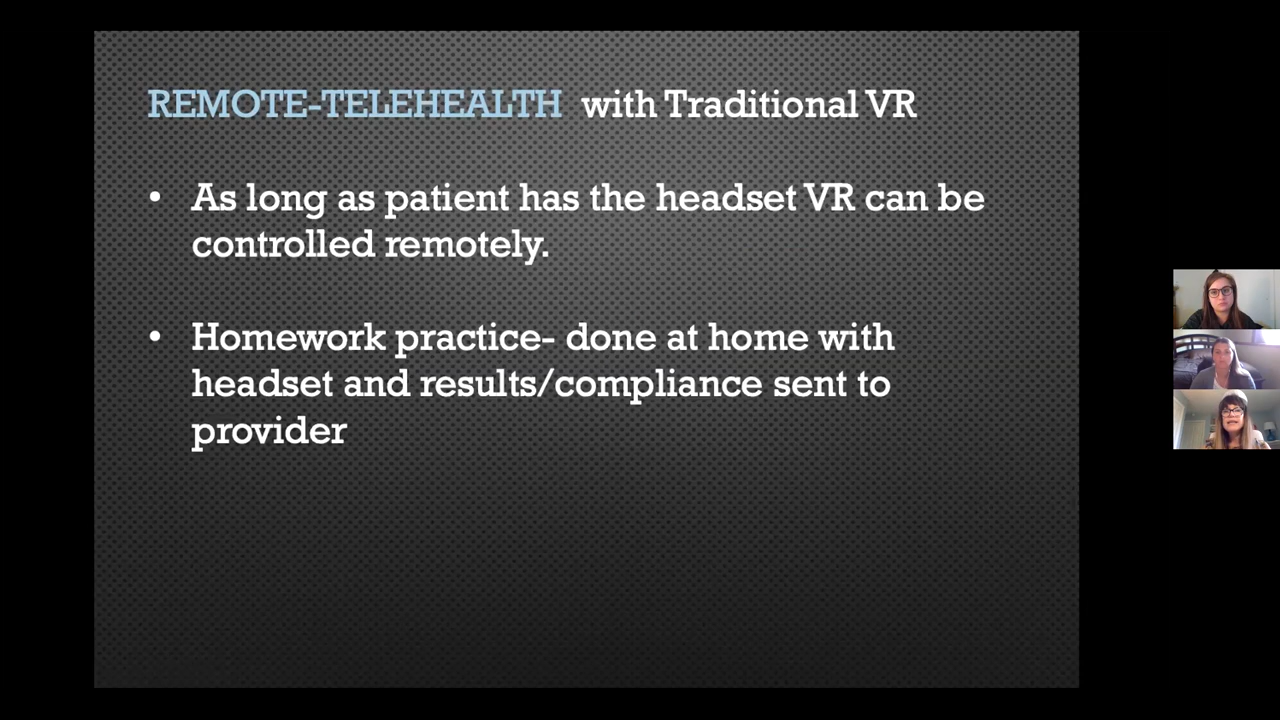 REMOTE-TELEHEALTH with Traditional VR
• As long as patient has the headset VR can be
controlled remotely.
• Homework practice- done at home with
headset and results/compliance sent to
provider